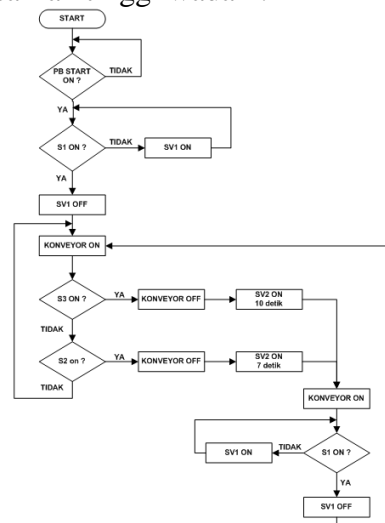 START
PB START
ON ?
TIDAK
YA
S1 ON ?
TIDAK
SV1 ON
YA
SV1 OFF
KONVEYOR ON
S3 ON ?
YA
KONVEYOR OFF
SV2 ON
10 detik
TIDAK
S2 on ?
YA
KONVEYOR OFF
SV2 ON
7 detik
TIDAK
KONVEYOR ON
SV1 ON
TIDAK
S1 ON ?
YA
SV1 OFF